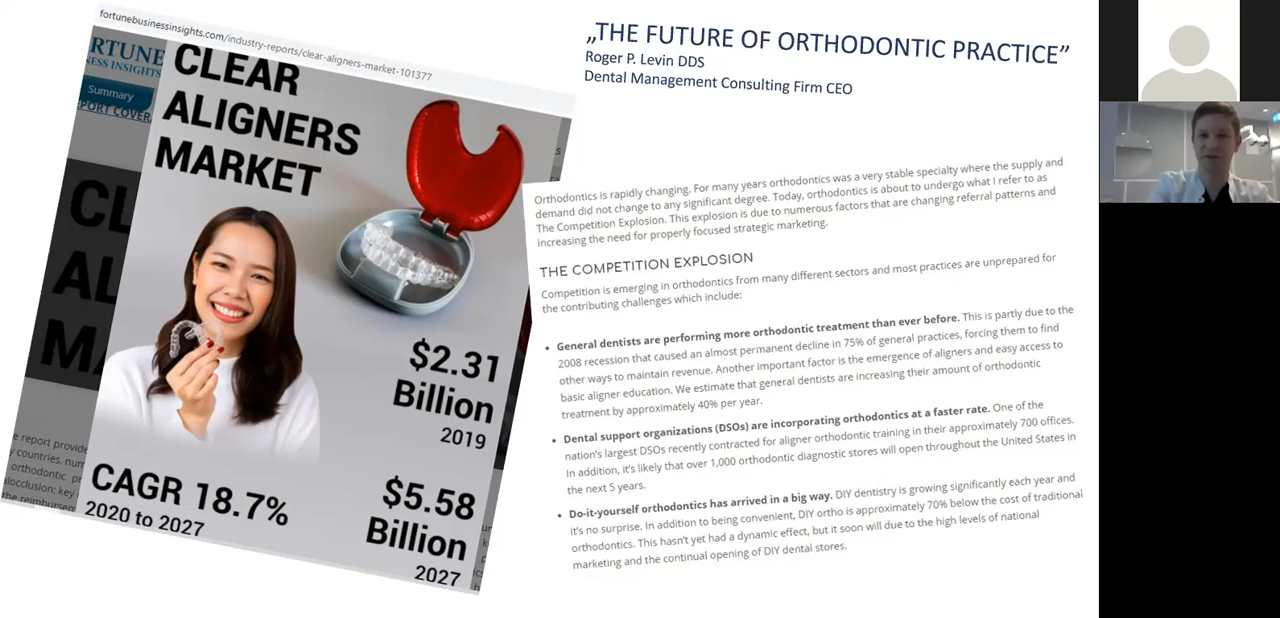 fortunebusinessinsights.com/industry-reports/clear-aligners-market-101377
Summary
CLEAR
ALIGNERS
MARKET
$2.31
Billion
2019
CAGR 18.7%
2020 to 2027
$5.58
Billion
2027
„THE FUTURE OF ORTHODONTIC PRACTICE”
Roger P. Levin DDS
Dental Management Consulting Firm CEO
Orthodontics is rapidly changing. For many years orthodontics was a very stable specialty where the supply and
demand did not change to any significant degree. Today, orthodontics is about to undergo what I refer to as
The Competition Explosion. This explosion is due to numerous factors that are changing referral patterns and
increasing the need for properly focused strategic marketing.
THE COMPETITION EXPLOSION
Competition is emerging in orthodontics from many different sectors and most practices are unprepared for
the contributing challenges which include:
• General dentists are performing more orthodontic treatment than ever before. This is partly due to the
2008 recession that caused an almost permanent decline in 75% of general practices, forcing them to find
other ways to maintain revenue. Another important factor is the emergence of aligners and easy access to
basic aligner education. We estimate that general dentists are increasing their amount of orthodontic
treatment by approximately 40% per year.
• Dental support organizations (DSOs) are incorporating orthodontics at a faster rate. One of the
nation's largest DSOs recently contracted for aligner orthodontic training in their approximately 700 offices.
In addition, it's likely that over 1,000 orthodontic diagnostic stores will open throughout the United States in
the next 5 years.
• Do-it-yourself orthodontics has arrived in a big way. DIY dentistry is growing significantly each year and
it's no surprise. In addition to being convenient, DIY ortho is approximately 70% below the cost of traditional
orthodontics. This hasn't yet had a dynamic effect, but it soon will due to the high levels of national
marketing and the continual opening of DIY dental stores.